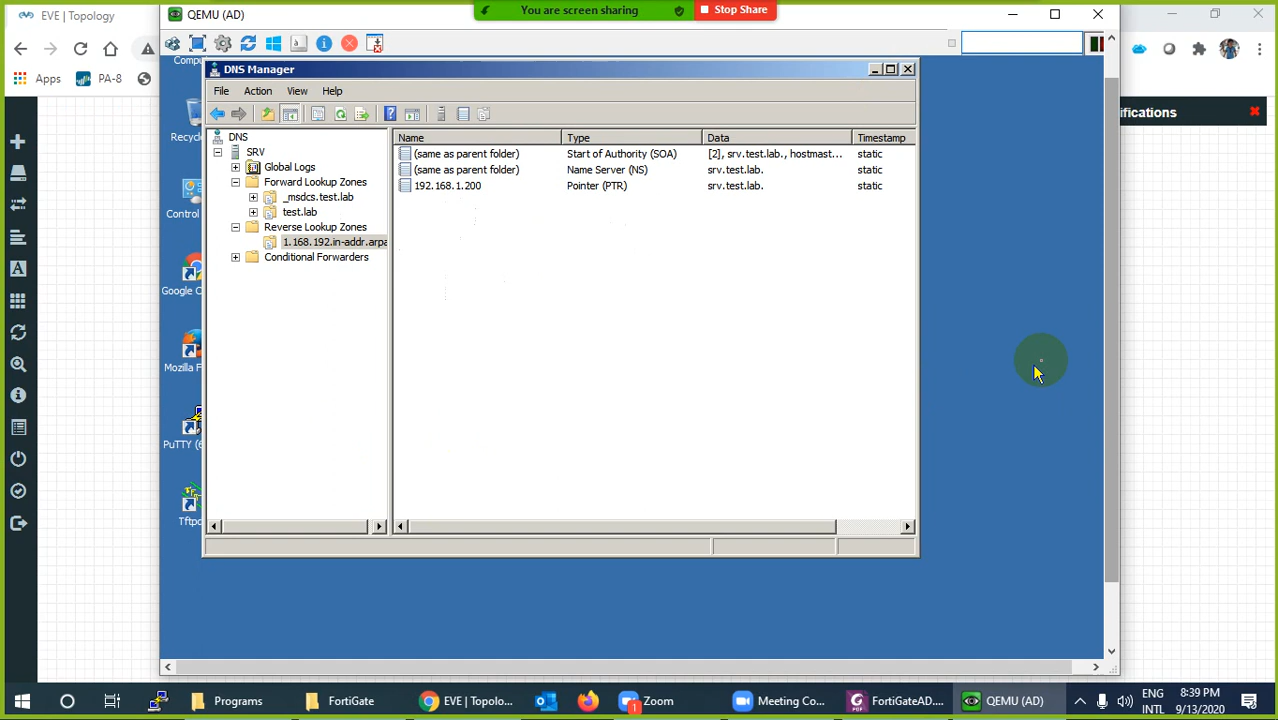 EVE | Topology
QEMU (AD)
You are screen sharing
Stop Share
Apps
PA-8
ifications
Compu
Recyc
Control
Google C
Mozilla F
PuTTY (6
Tftp
DNS Manager
File Action View Help
DNS
SRV
Global Logs
Forward Lookup Zones
_msdcs.test.lab
test.lab
Reverse Lookup Zones
1.168.192.in-addr.arpa
Conditional Forwarders
Name Type Data Timestamp
(same as parent folder) Start of Authority (SOA) [2], srv.test.lab., hostmast... static
(same as parent folder) Name Server (NS) srv.test.lab. static
192.168.1.200 Pointer (PTR) srv.test.lab. static
Programs
FortiGate
EVE | Topolo...
Zoom
1
Meeting Co...
FortiGateAD....
QEMU (AD)
ENG
INTL
8:39 PM
9/13/2020